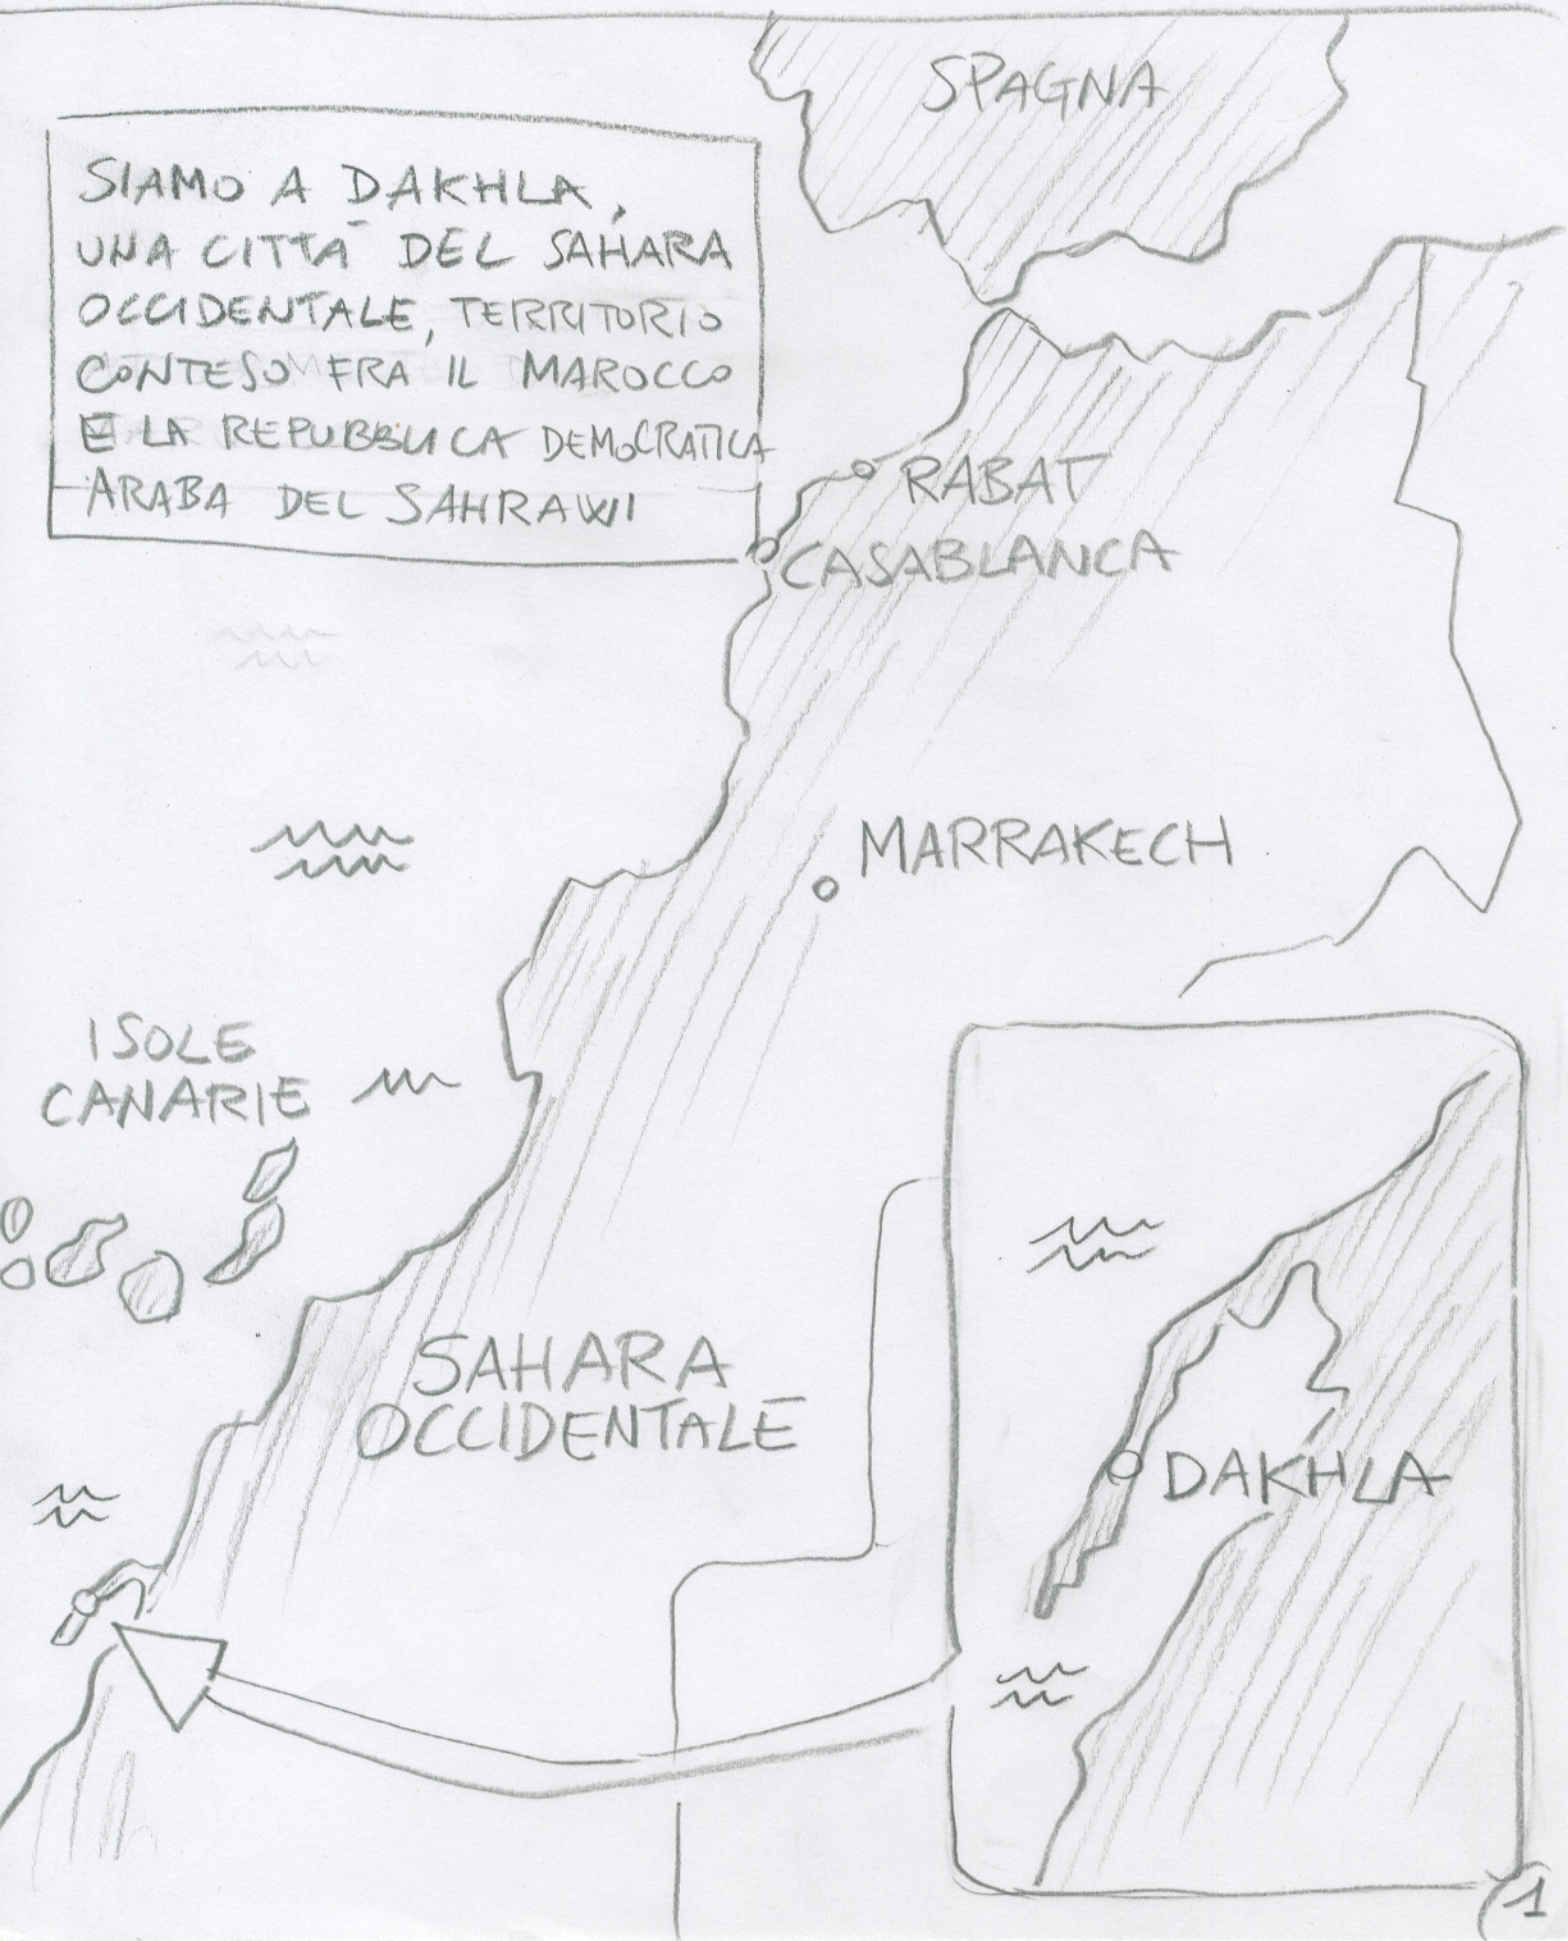 SPAGNA
SIAMO A DAKHLA,
UNA CITTÀ DEL SAHARA
OCCIDENTALE, TERRITORIO
CONTESO FRA IL MAROCCO
E LA REPUBBLICA DEMOCRATICA
ARABA DEL SAHRAWI
RABAT
CASABLANCA
MARRAKECH
ISOLE
CANARIE
SAHARA
OCCIDENTALE
DAKHLA
1